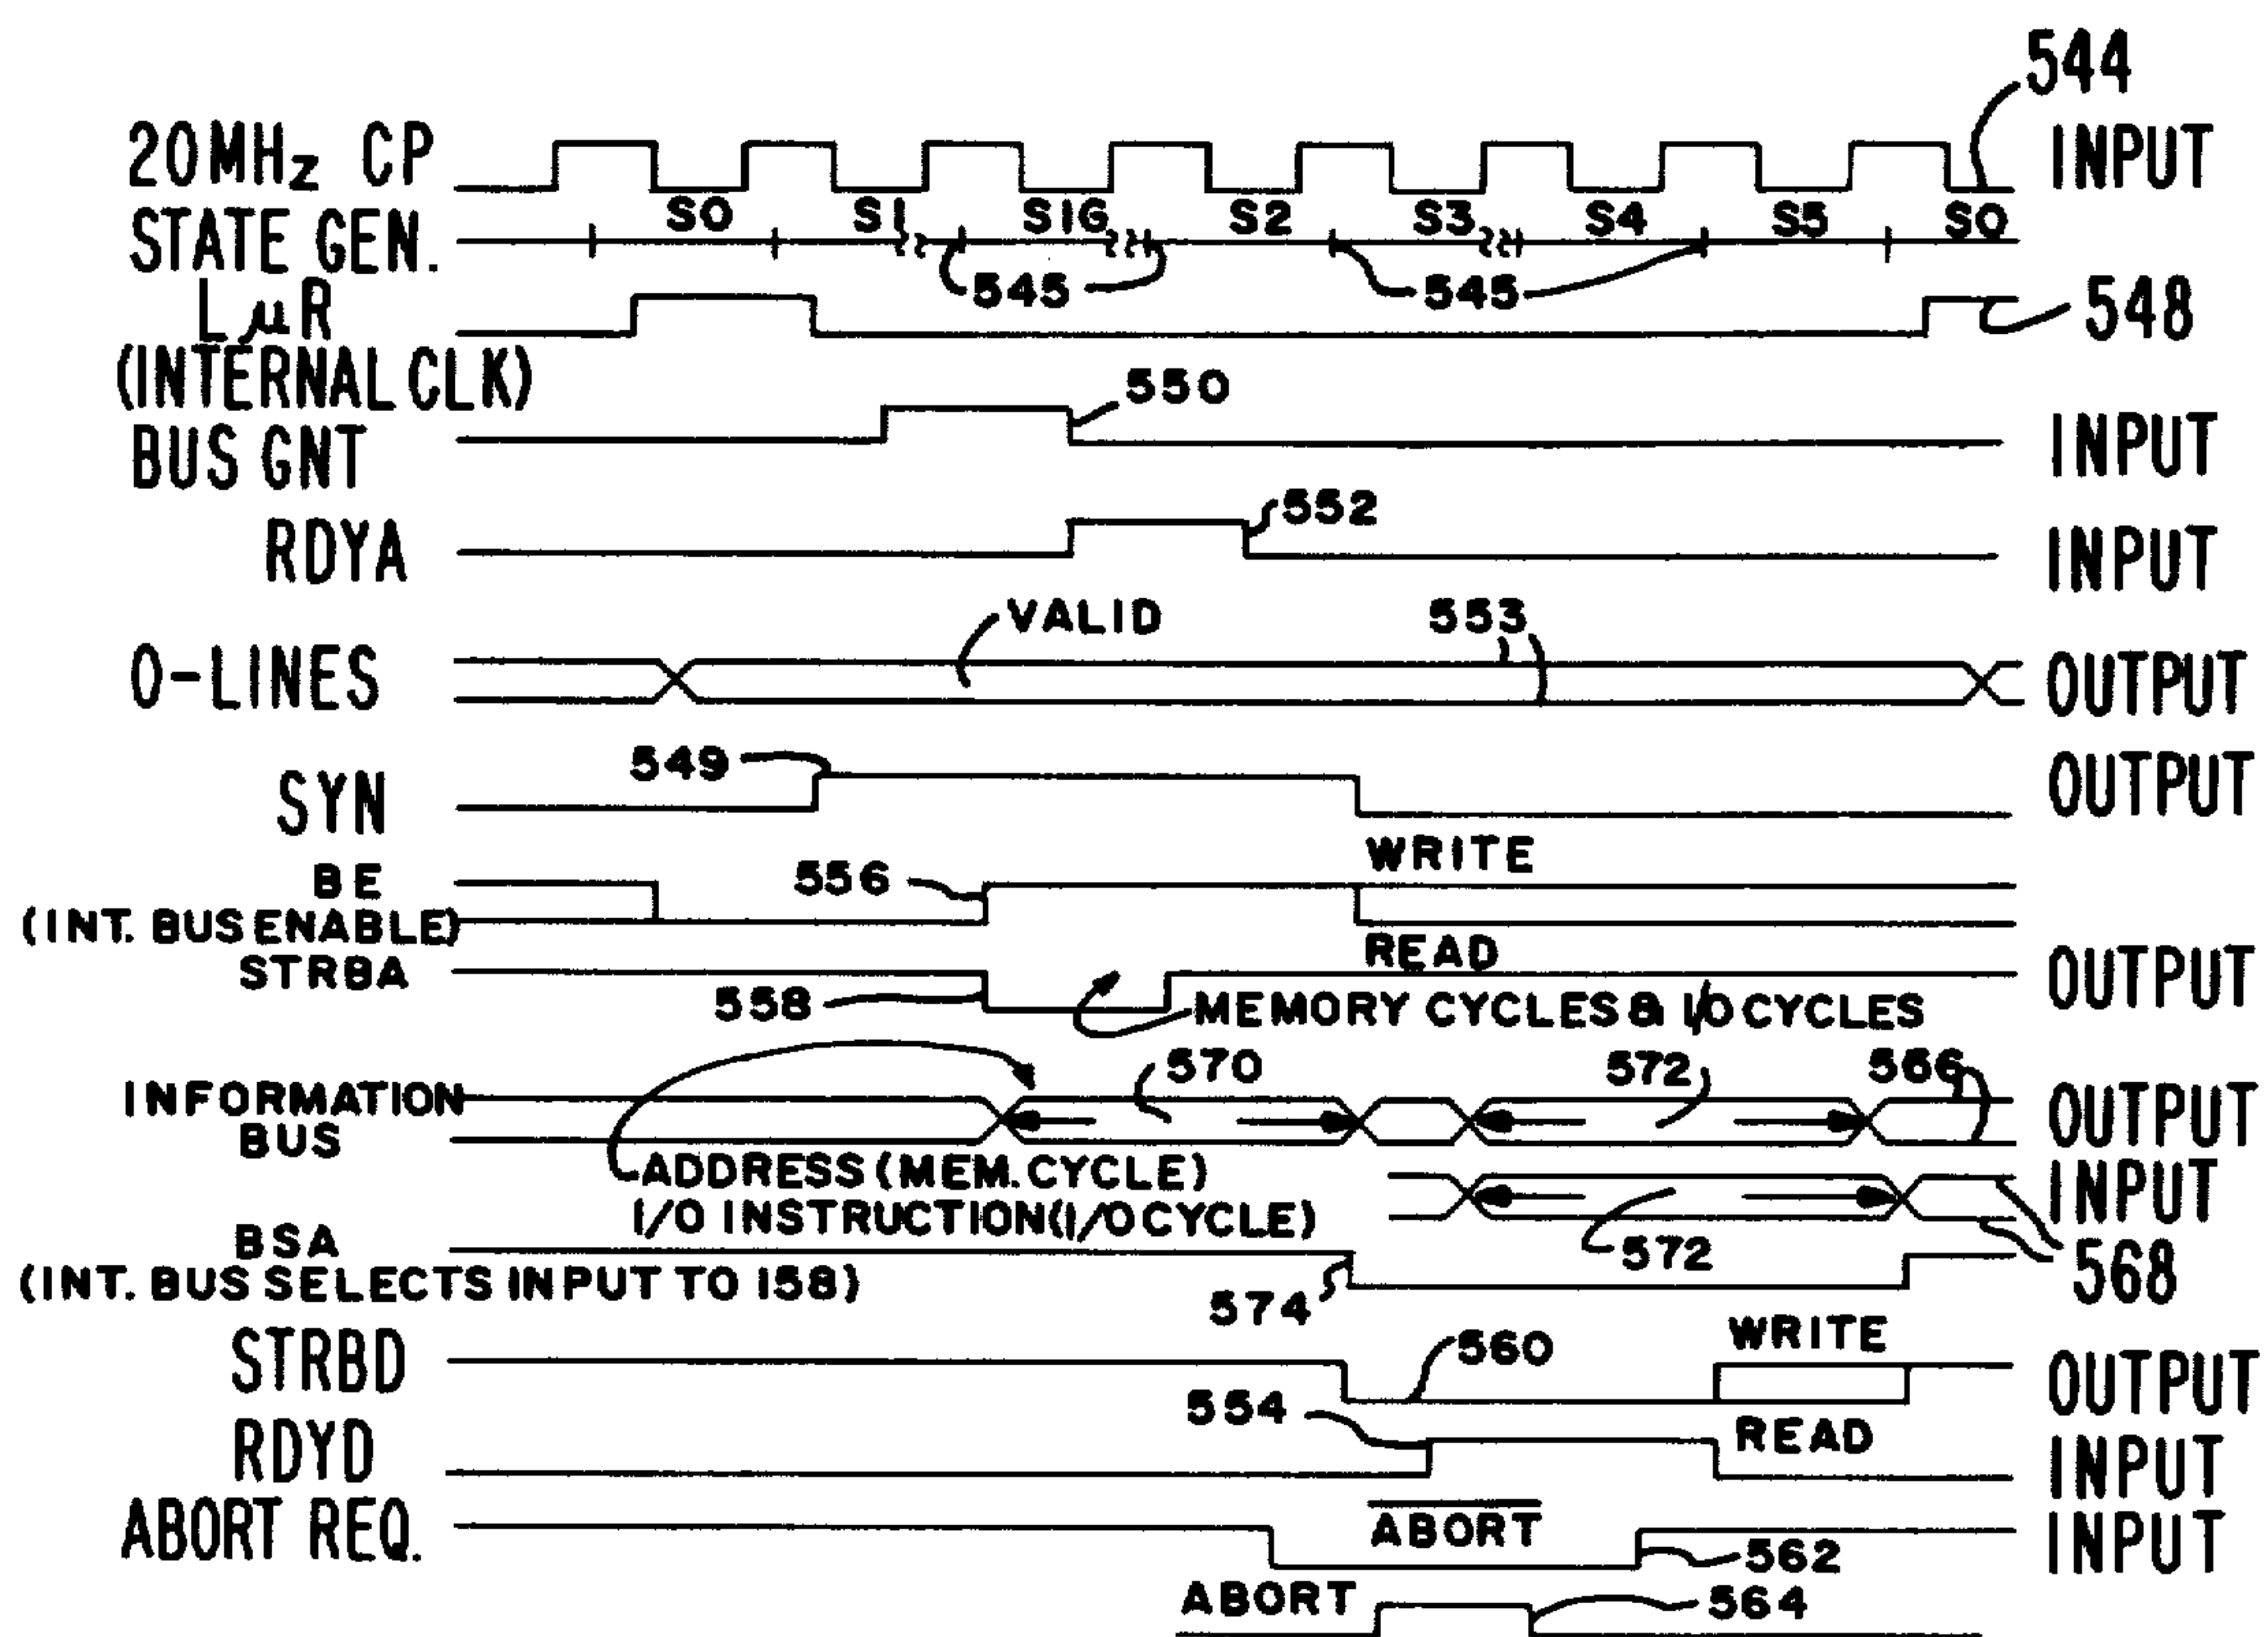 544
20MHz CP INPUT
STATE GEN. S0 S1 S1G S2 S3 S4 S5 S0
545 545
LμR 548
(INTERNAL CLK)
550
BUS GNT INPUT
552
RDYA INPUT
VALID 553
O-LINES OUTPUT
549
SYN OUTPUT
WRITE
BE 556
(INT. BUS ENABLE)
READ
STRBA OUTPUT
558 MEMORY CYCLES & I/O CYCLES
570 572 566
INFORMATION OUTPUT
BUS
ADDRESS (MEM. CYCLE) INPUT
I/O INSTRUCTION (I/O CYCLE)
BSA 572 568
(INT. BUS SELECTS INPUT TO 158)
574
WRITE
STRBD 560 OUTPUT
554
READ
RDYD INPUT
ABORT REQ. A̅B̅O̅R̅T̅ INPUT
562
ABORT 564